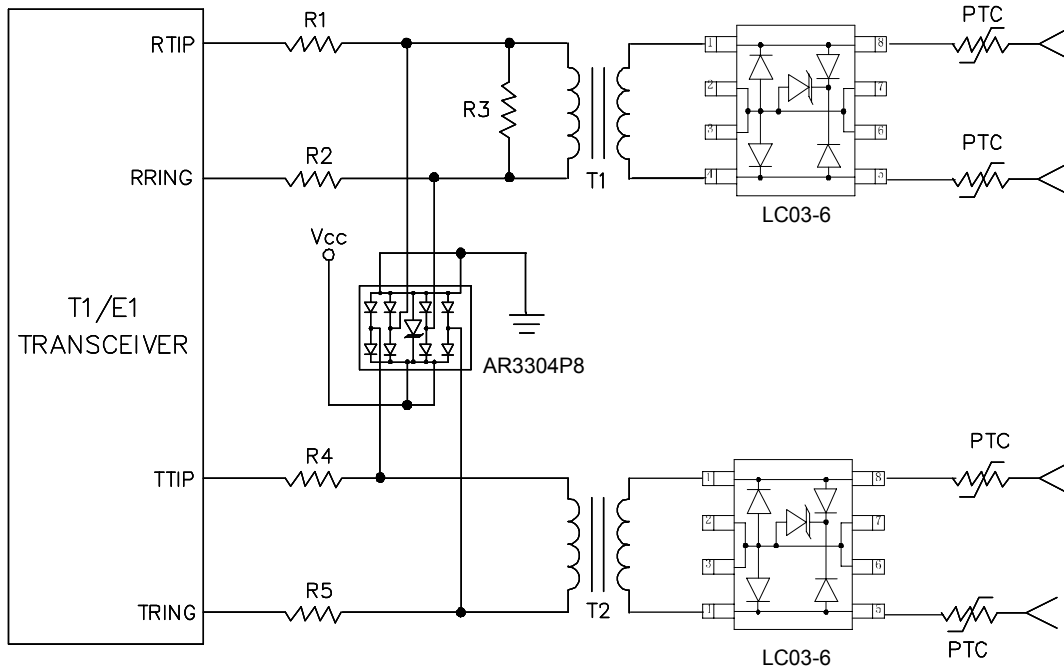 PTC
R1
RTIP
1
8
2
7
R3
3
6
PTC
R2
4
5
RRING
T1
LC03-6
Vcc
T1/E1
TRANSCEIVER
AR3304P8
PTC
R4
TTIP
1
8
2
7
3
6
R5
1
5
TRING
T2
PTC
LC03-6